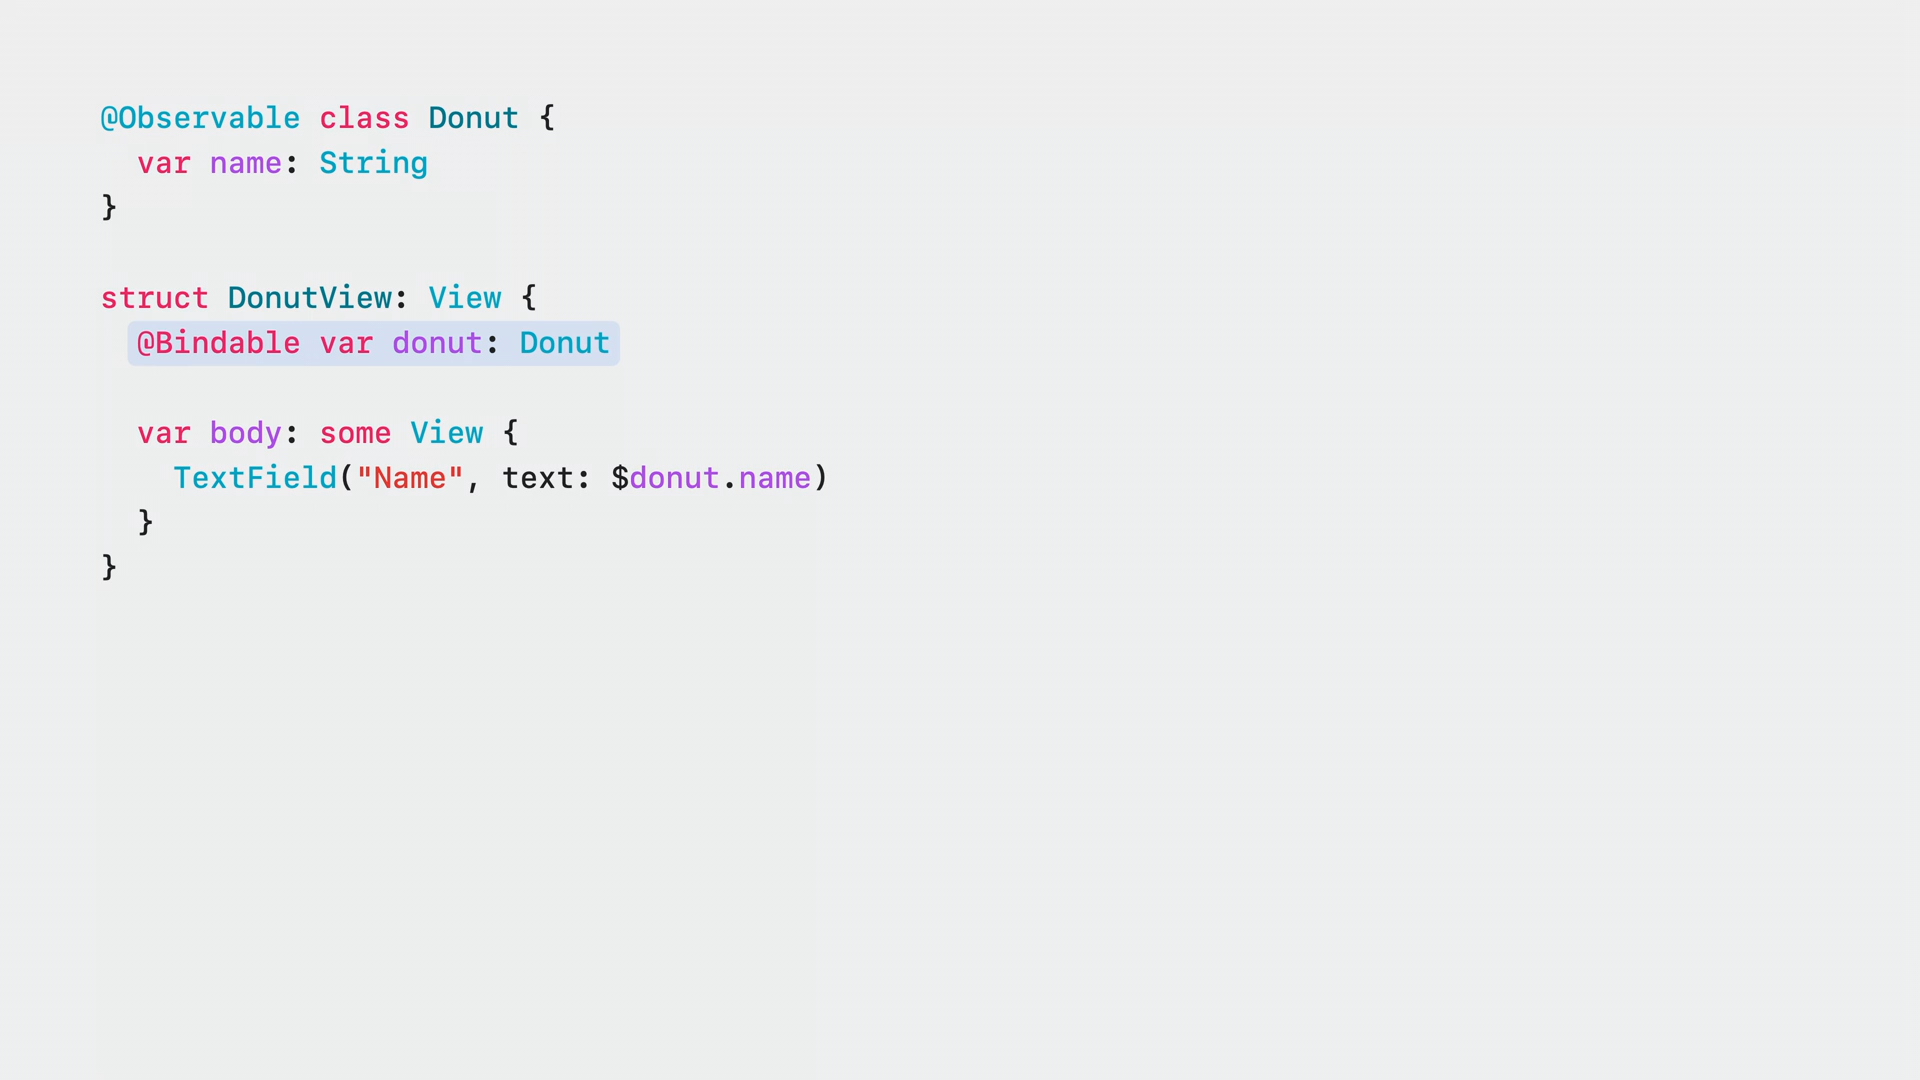 @Observable class Donut {
  var name: String
}

struct DonutView: View {
  @Bindable var donut: Donut

  var body: some View {
    TextField("Name", text: $donut.name)
  }
}